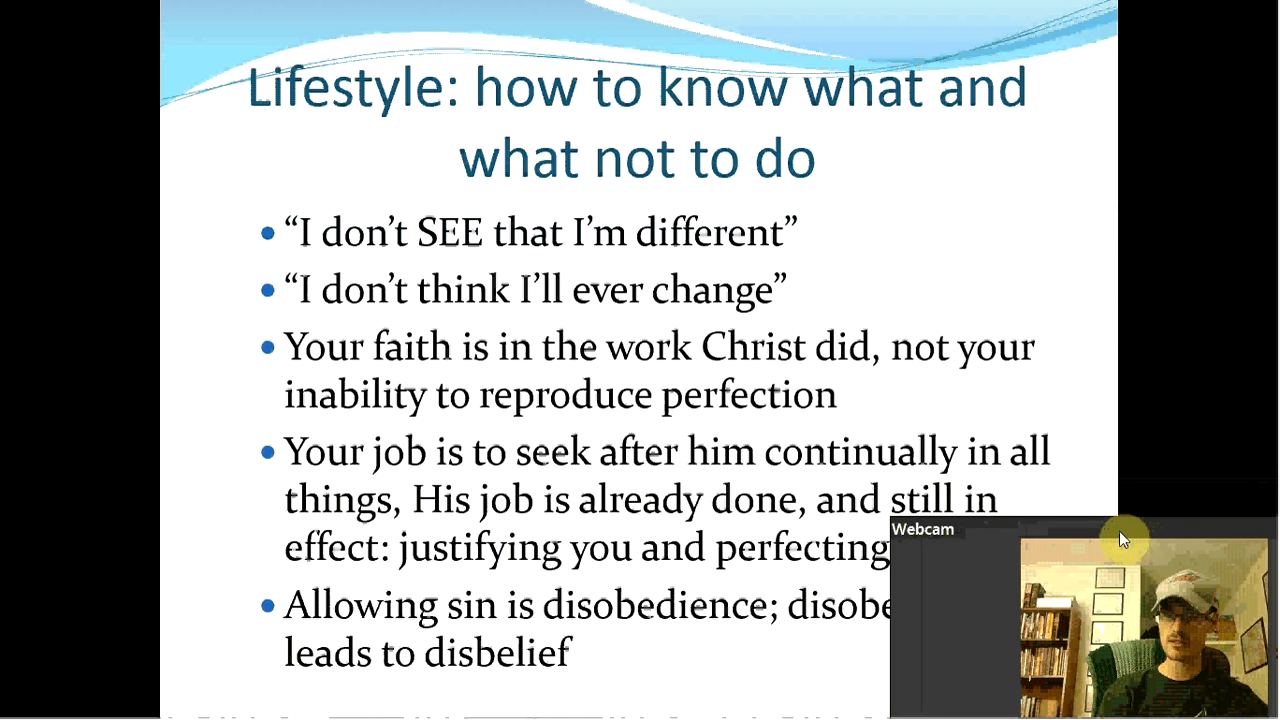 Lifestyle: how to know what and
what not to do
• “I don’t SEE that I’m different”
• “I don’t think I’ll ever change”
• Your faith is in the work Christ did, not your
inability to reproduce perfection
• Your job is to seek after him continually in all
things, His job is already done, and still in
effect: justifying you and perfecting
• Allowing sin is disobedience; disobe
leads to disbelief
Webcam